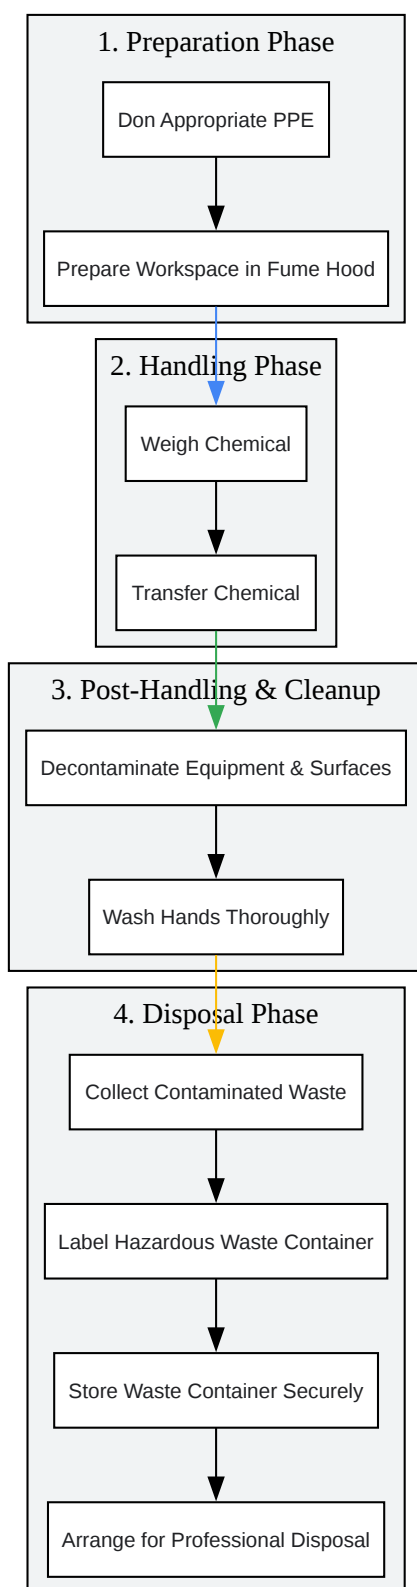 1. Preparation Phase
Don Appropriate PPE
Prepare Workspace in Fume Hood
2. Handling Phase
Weigh Chemical
Transfer Chemical
3. Post-Handling & Cleanup
Decontaminate Equipment & Surfaces
Wash Hands Thoroughly
4. Disposal Phase
Collect Contaminated Waste
Label Hazardous Waste Container
Store Waste Container Securely
Arrange for Professional Disposal